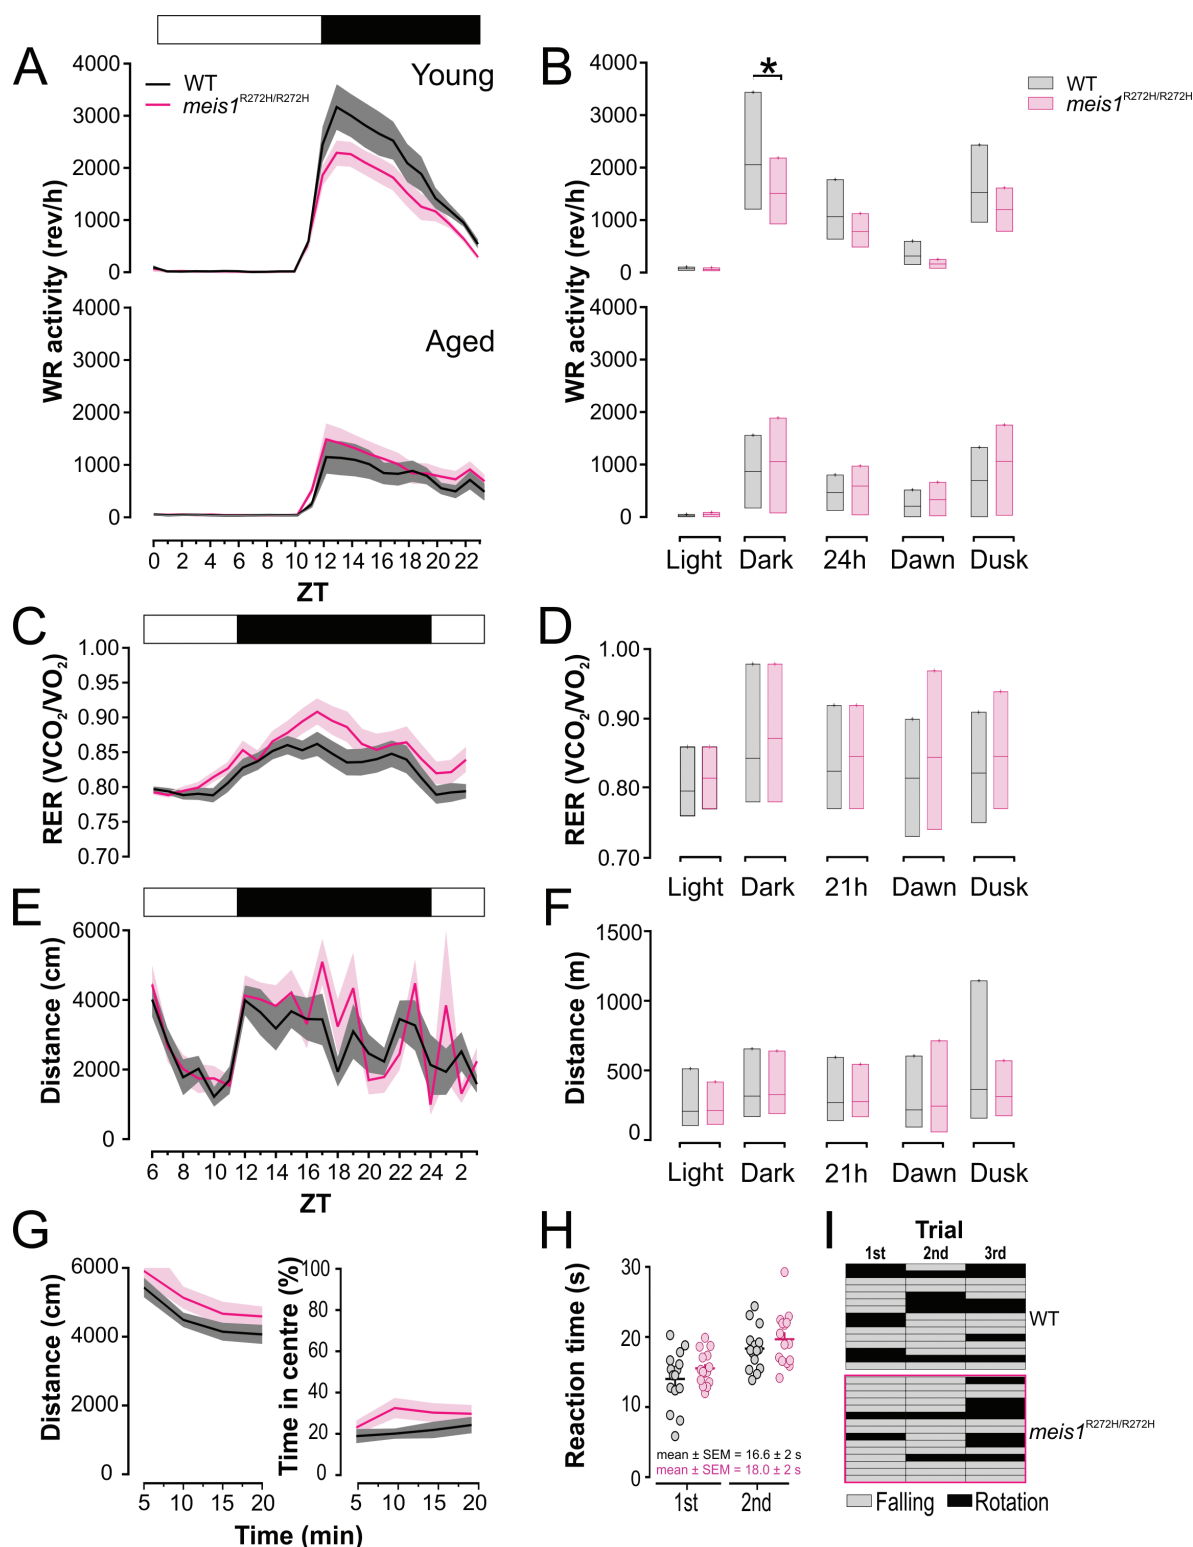 A
B
4000
3000
2000
1000
0
WT
meis1R272H/R272H
Young
4000
3000
2000
1000
0
*
WT
meis1R272H/R272H
WR activity (rev/h)
WR activity (rev/h)
4000
3000
2000
1000
0
Aged
4000
3000
2000
1000
0
0 2 4 6 8 10 12 14 16 18 20 22
ZT
Light Dark 24h Dawn Dusk
C
D
RER (VCO2/VO2)
1.00
0.95
0.90
0.85
0.80
0.75
0.70
RER (VCO2/VO2)
1.00
0.90
0.80
0.70
Light Dark 21h Dawn Dusk
E
F
Distance (cm)
6000
4000
2000
0
6 8 10 12 14 16 18 20 22 24 2
ZT
Distance (m)
1500
1000
500
0
Light Dark 21h Dawn Dusk
G
Distance (cm)
6000
4000
2000
0
5 10 15 20
Time in centre (%)
100
80
60
40
20
0
5 10 15 20
Time (min)
H
Reaction time (s)
30
20
10
0
mean ± SEM = 16.6 ± 2 s
mean ± SEM = 18.0 ± 2 s
1st 2nd
I
Trial
1st 2nd 3rd
WT
meis1R272H/R272H
Falling Rotation